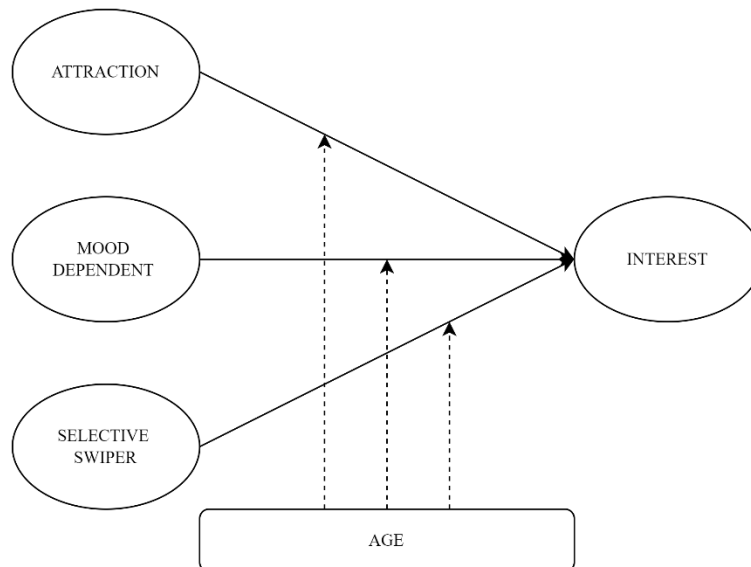 ATTRACTION
MOOD
DEPENDENT
INTEREST
SELECTIVE
SWIPER
AGE